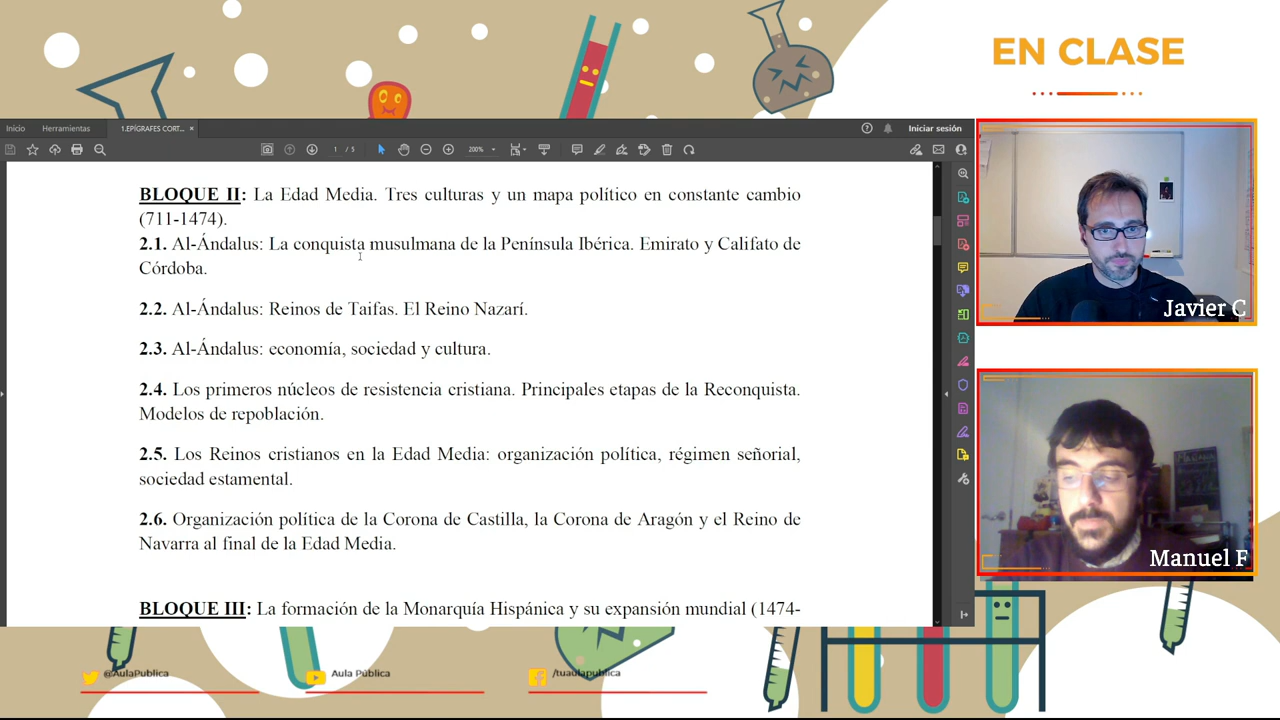 EN CLASE
Inicio
Herramientas
1.EPÍGRAFES CORT...
Iniciar sesión
1 / 5
200%
BLOQUE II: La Edad Media. Tres culturas y un mapa político en constante cambio
(711-1474).
2.1. Al-Ándalus: La conquista musulmana de la Península Ibérica. Emirato y Califato de
Córdoba.
2.2. Al-Ándalus: Reinos de Taifas. El Reino Nazarí.
2.3. Al-Ándalus: economía, sociedad y cultura.
2.4. Los primeros núcleos de resistencia cristiana. Principales etapas de la Reconquista.
Modelos de repoblación.
2.5. Los Reinos cristianos en la Edad Media: organización política, régimen señorial,
sociedad estamental.
2.6. Organización política de la Corona de Castilla, la Corona de Aragón y el Reino de
Navarra al final de la Edad Media.
BLOQUE III: La formación de la Monarquía Hispánica y su expansión mundial (1474-
Javier C
Manuel F
@AulaPublica
Aula Pública
/tuaulapublica